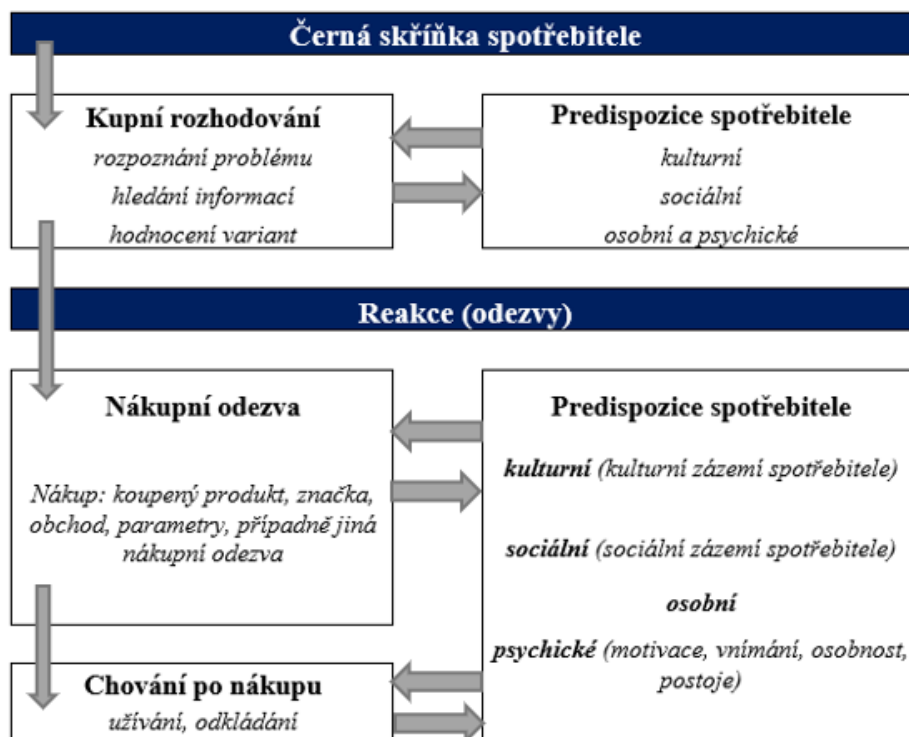 Černá skříňka spotřebitele
Kupní rozhodování
rozpoznání problému
hledání informací
hodnocení variant
Predispozice spotřebitele
kulturní
sociální
osobní a psychické
Reakce (odezvy)
Nákupní odezva
Nákup: koupený produkt, značka,
obchod, parametry, případně jiná
nákupní odezva
Predispozice spotřebitele
kulturní (kulturní zázemí spotřebitele)
sociální (sociální zázemí spotřebitele)
osobní
psychické (motivace, vnímání, osobnost,
postoje)
Chování po nákupu
užívání, odkládání